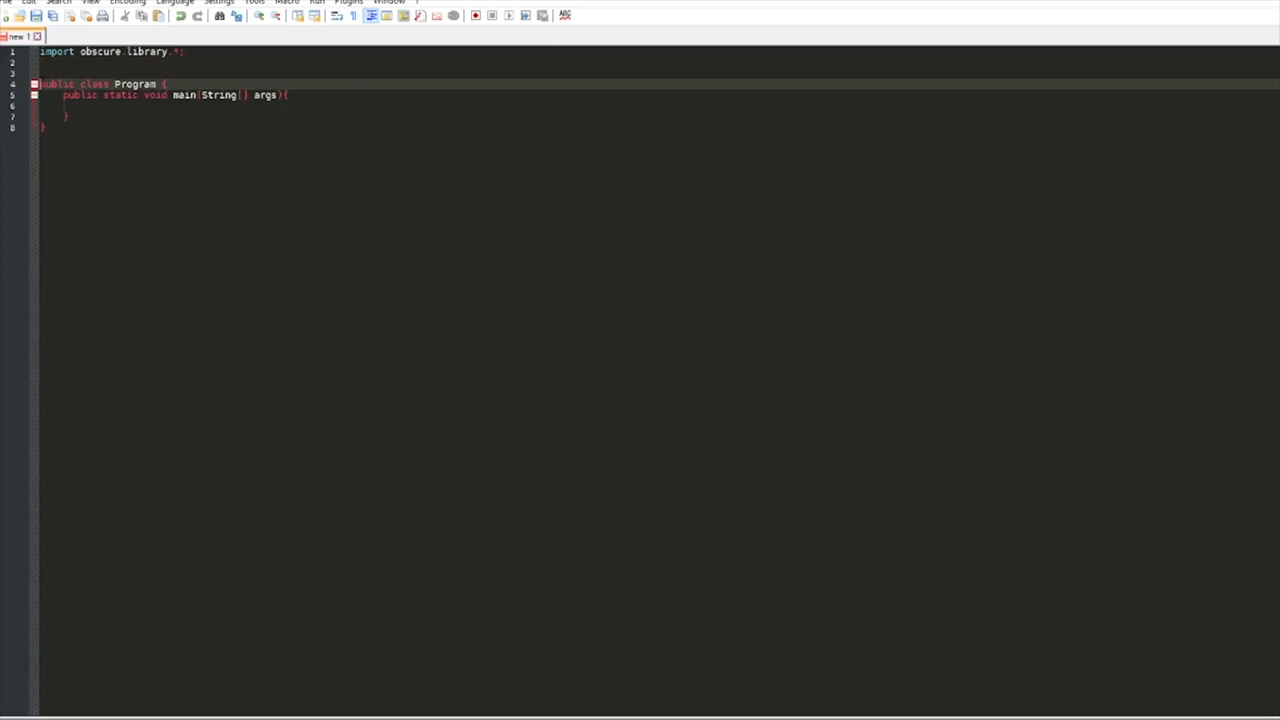 File Edit Search View Encoding Language Settings Tools Macro Run Plugins Window ?
new 1
1 import obscure.library.*;
2
3
4 public class Program {
5 public static void main(String[] args){
6
7 }
8 }